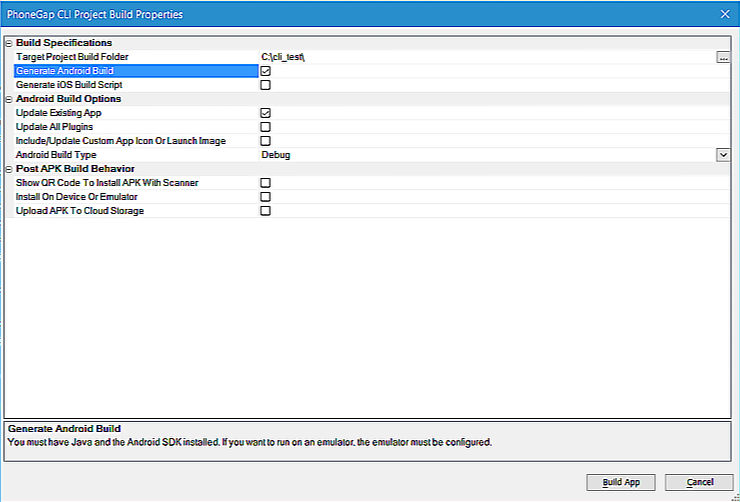 PhoneGap CLI Project Build Properties
Build Specifications
Target Project Build Folder C:\cli_test\
Generate Android Build
Generate iOS Build Script
Android Build Options
Update Existing App
Update All Plugins
Include/Update Custom App Icon Or Launch Image
Android Build Type Debug
Post APK Build Behavior
Show QR Code To Install APK With Scanner
Install On Device Or Emulator
Upload APK To Cloud Storage
Generate Android Build
You must have Java and the Android SDK installed. If you want to run on an emulator, the emulator must be configured.
Build App Cancel